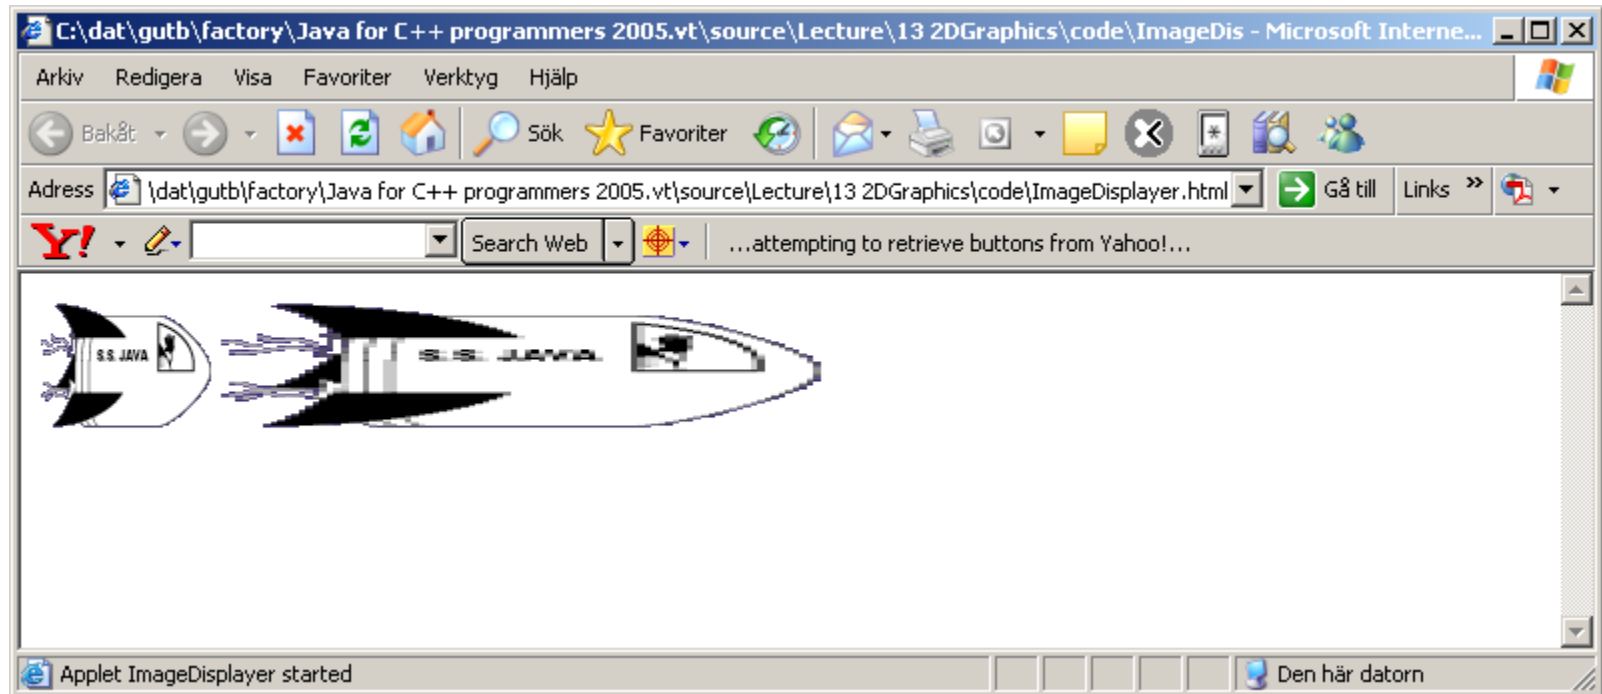 C:\dat\gutb\factory\Java for C++ programmers 2005.vt\source\Lecture\13 2DGraphics\code\ImageDis - Microsoft Interne...
Arkiv Redigera Visa Favoriter Verktyg Hjälp
Bakåt Sök Favoriter
Adress \dat\gutb\factory\Java for C++ programmers 2005.vt\source\Lecture\13 2DGraphics\code\ImageDisplayer.html Gå till Links »
Y! Search Web ...attempting to retrieve buttons from Yahoo!...
S.S. JAVA S.S. JAVA
Applet ImageDisplayer started Den här datorn